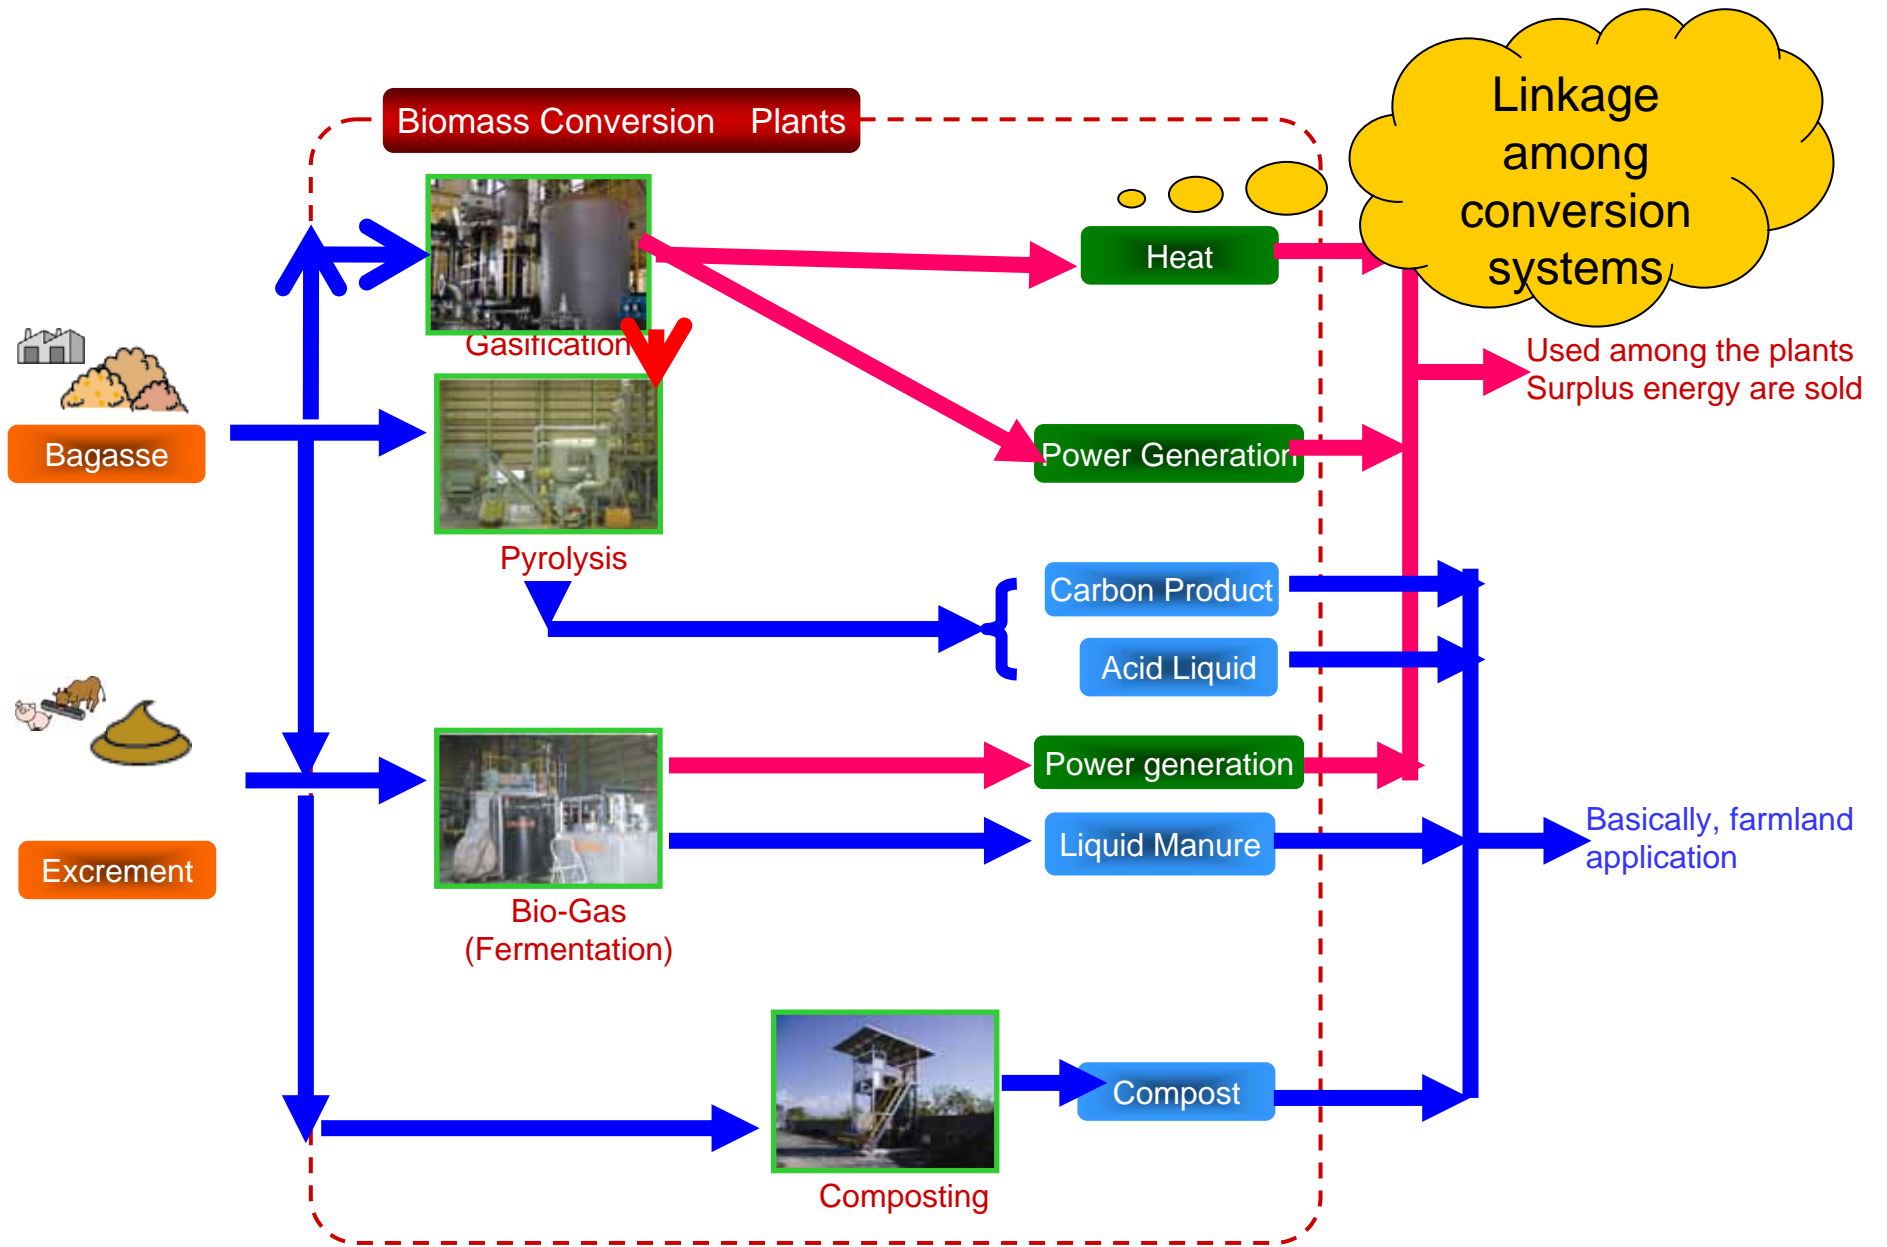 Linkage
among
conversion
systems
Biomass Conversion Plants
Heat
Gasification
Used among the plants
Surplus energy are sold
Bagasse
Power Generation
Pyrolysis
Carbon Product
Acid Liquid
Power generation
Liquid Manure
Basically, farmland
application
Excrement
Bio-Gas
(Fermentation)
Compost
Composting